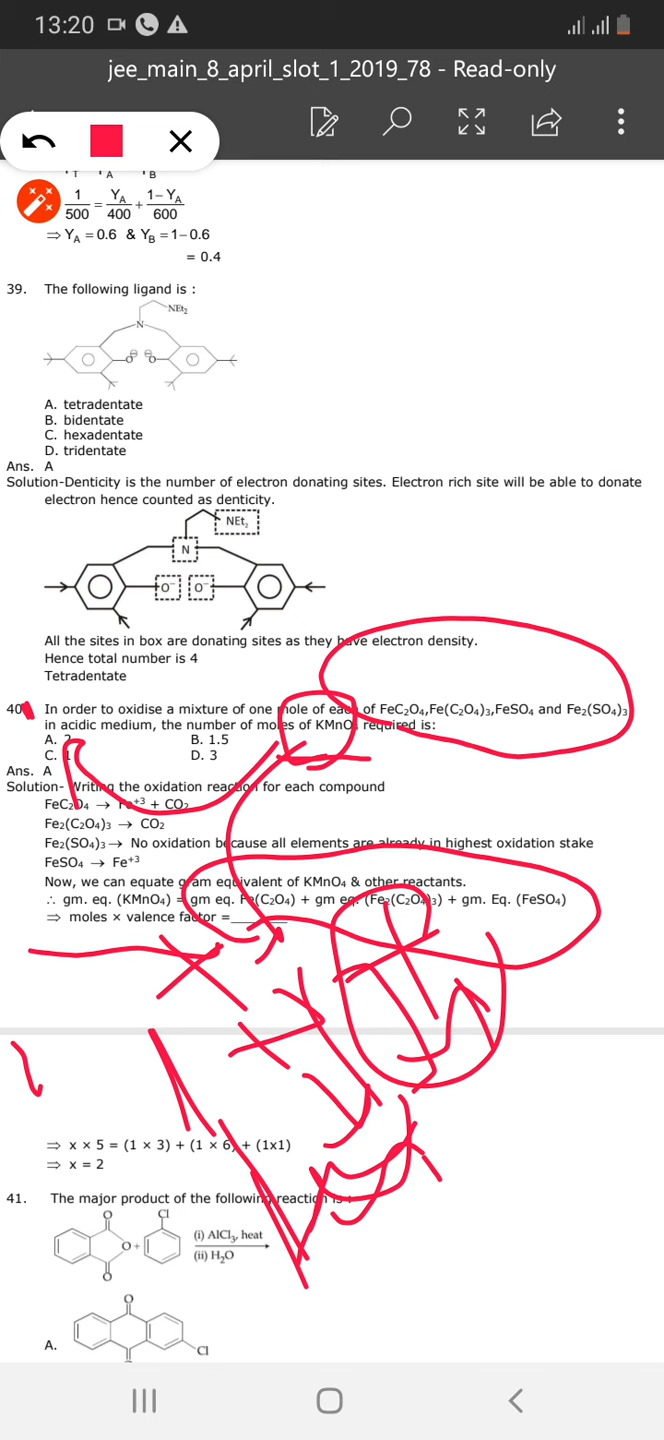 13:20
jee_main_8_april_slot_1_2019_78 - Read-only
1/500 = Y_A/400 + 1-Y_A/600
⇒ Y_A = 0.6 & Y_B = 1-0.6
= 0.4
39. The following ligand is :
NEt₂
N
O⊖ O⊖
A. tetradentate
B. bidentate
C. hexadentate
D. tridentate
Ans. A
Solution-Denticity is the number of electron donating sites. Electron rich site will be able to donate
electron hence counted as denticity.
NEt₂
N
O⁻ O⁻
All the sites in box are donating sites as they have electron density.
Hence total number is 4
Tetradentate
40. In order to oxidise a mixture of one mole of each of FeC₂O₄,Fe(C₂O₄)₃,FeSO₄ and Fe₂(SO₄)₃
in acidic medium, the number of moles of KMnO₄ required is:
A. 2 B. 1.5
C. 1 D. 3
Ans. A
Solution- Writing the oxidation reaction for each compound
FeC₂O₄ → Fe⁺³ + CO₂
Fe₂(C₂O₄)₃ → CO₂
Fe₂(SO₄)₃→ No oxidation because all elements are already in highest oxidation stake
FeSO₄ → Fe⁺³
Now, we can equate gram equivalent of KMnO₄ & other reactants.
∴ gm. eq. (KMnO₄) = gm eq. Fe(C₂O₄) + gm eq. (Fe₂(C₂O₄)₃) + gm. Eq. (FeSO₄)
⇒ moles × valence factor =
⇒ x × 5 = (1 × 3) + (1 × 6) + (1x1)
⇒ x = 2
41. The major product of the following reaction is :
O Cl
O +
O
(i) AlCl₃, heat
(ii) H₂O
O
A.
Cl